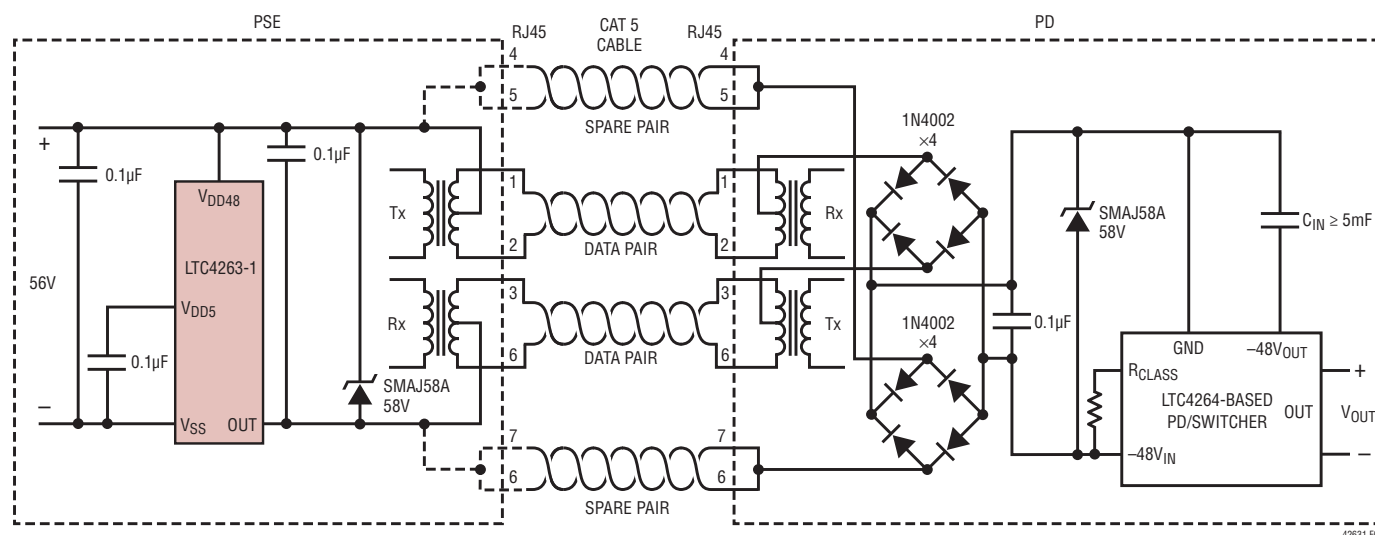 PSE
RJ45
CAT 5
CABLE
RJ45
PD
4
5
4
5
SPARE PAIR
+
0.1µF
0.1µF
VDD48
LTC4263-1
56V
VDD5
0.1µF
–
VSS
OUT
SMAJ58A
58V
Tx
1
2
DATA PAIR
1
2
Rx
Rx
3
6
DATA PAIR
3
6
Tx
7
6
SPARE PAIR
7
6
1N4002
×4
1N4002
×4
0.1µF
SMAJ58A
58V
CIN ≥ 5mF
GND
–48VOUT
RCLASS
LTC4264-BASED
PD/SWITCHER
OUT
–48VIN
+
VOUT
–